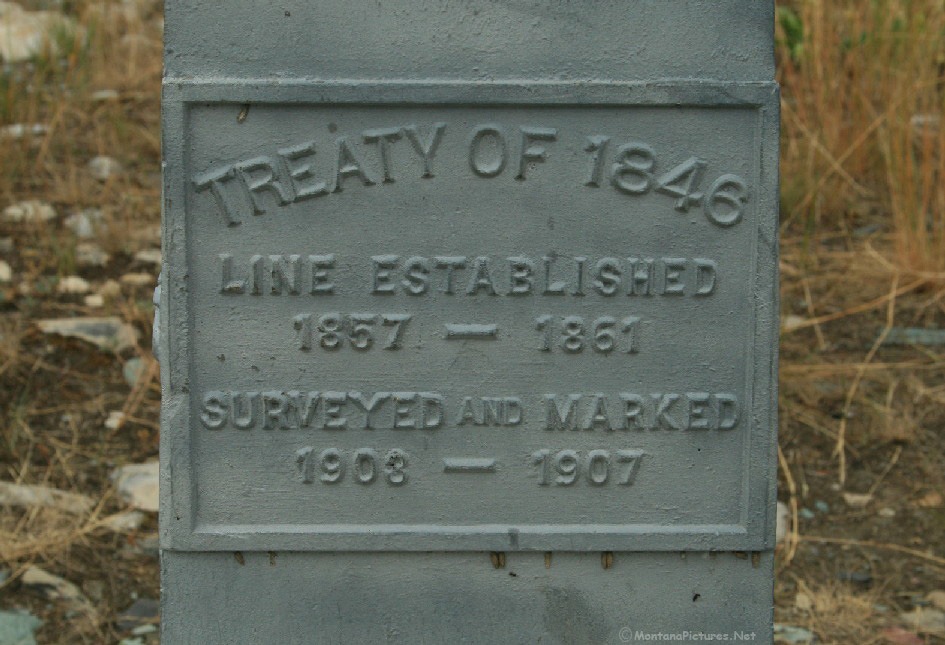 TREATY OF 1846
LINE ESTABLISHED
1857 — 1861
SURVEYED AND MARKED
1903 — 1907
©MontanaPictures.Net